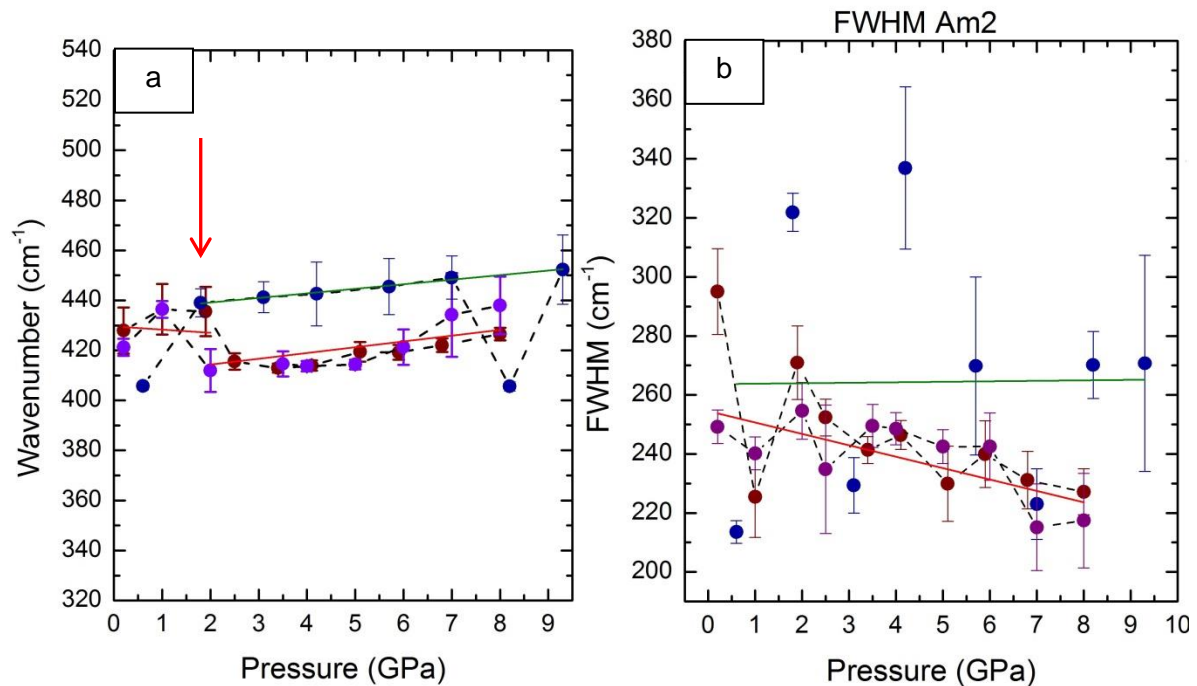 FWHM Am2
a
540
520
500
480
460
440
420
400
380
360
340
320
0 1 2 3 4 5 6 7 8 9
Wavenumber (cm-1)
Pressure (GPa)
b
380
360
340
320
300
280
260
240
220
200
0 1 2 3 4 5 6 7 8 9 10
FWHM (cm-1)
Pressure (GPa)